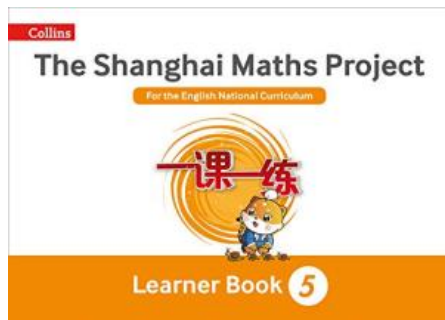 Collins
The Shanghai Maths Project
For the English National Curriculum
一课一练
Learner Book 5